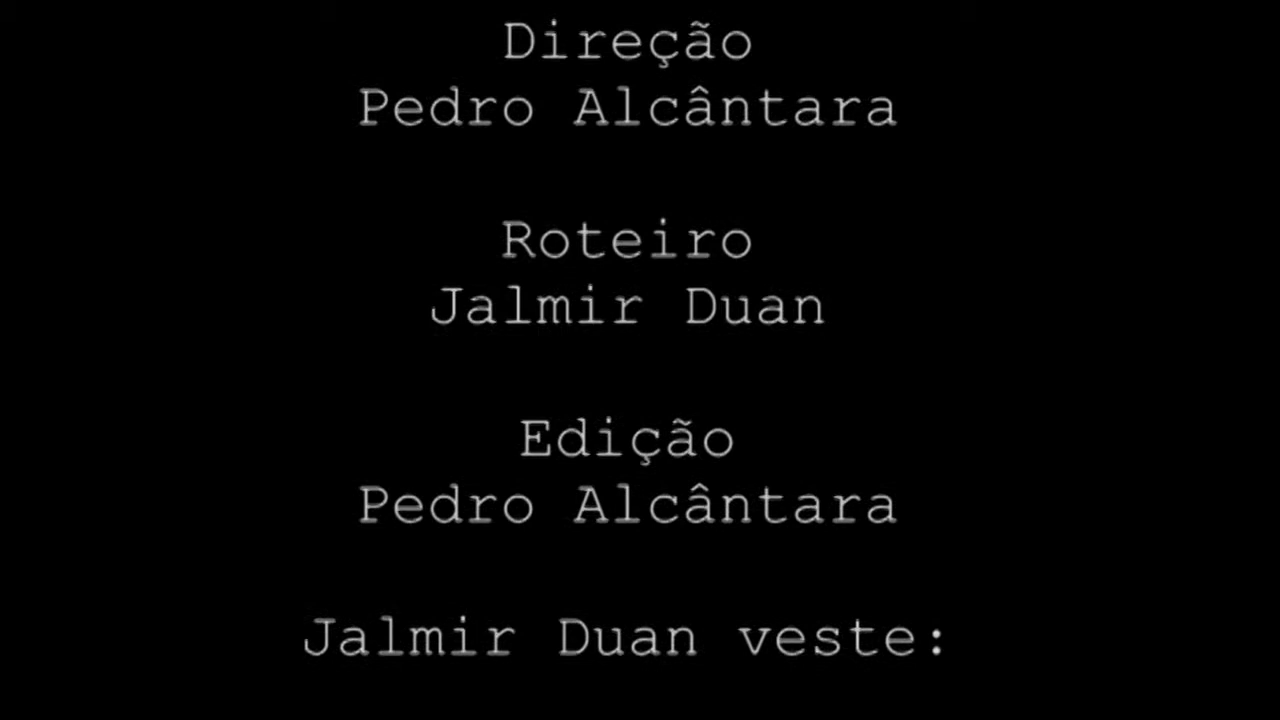 Direção
Pedro Alcântara
Roteiro
Jalmir Duan
Edição
Pedro Alcântara
Jalmir Duan veste: